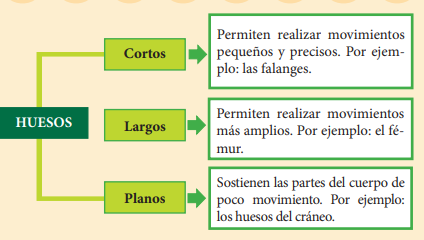 HUESOS
Cortos
Permiten realizar movimientos
pequeños y precisos. Por ejem-
plo: las falanges.
Largos
Permiten realizar movimientos
más amplios. Por ejemplo: el fé-
mur.
Planos
Sostienen las partes del cuerpo de
poco movimiento. Por ejemplo:
los huesos del cráneo.